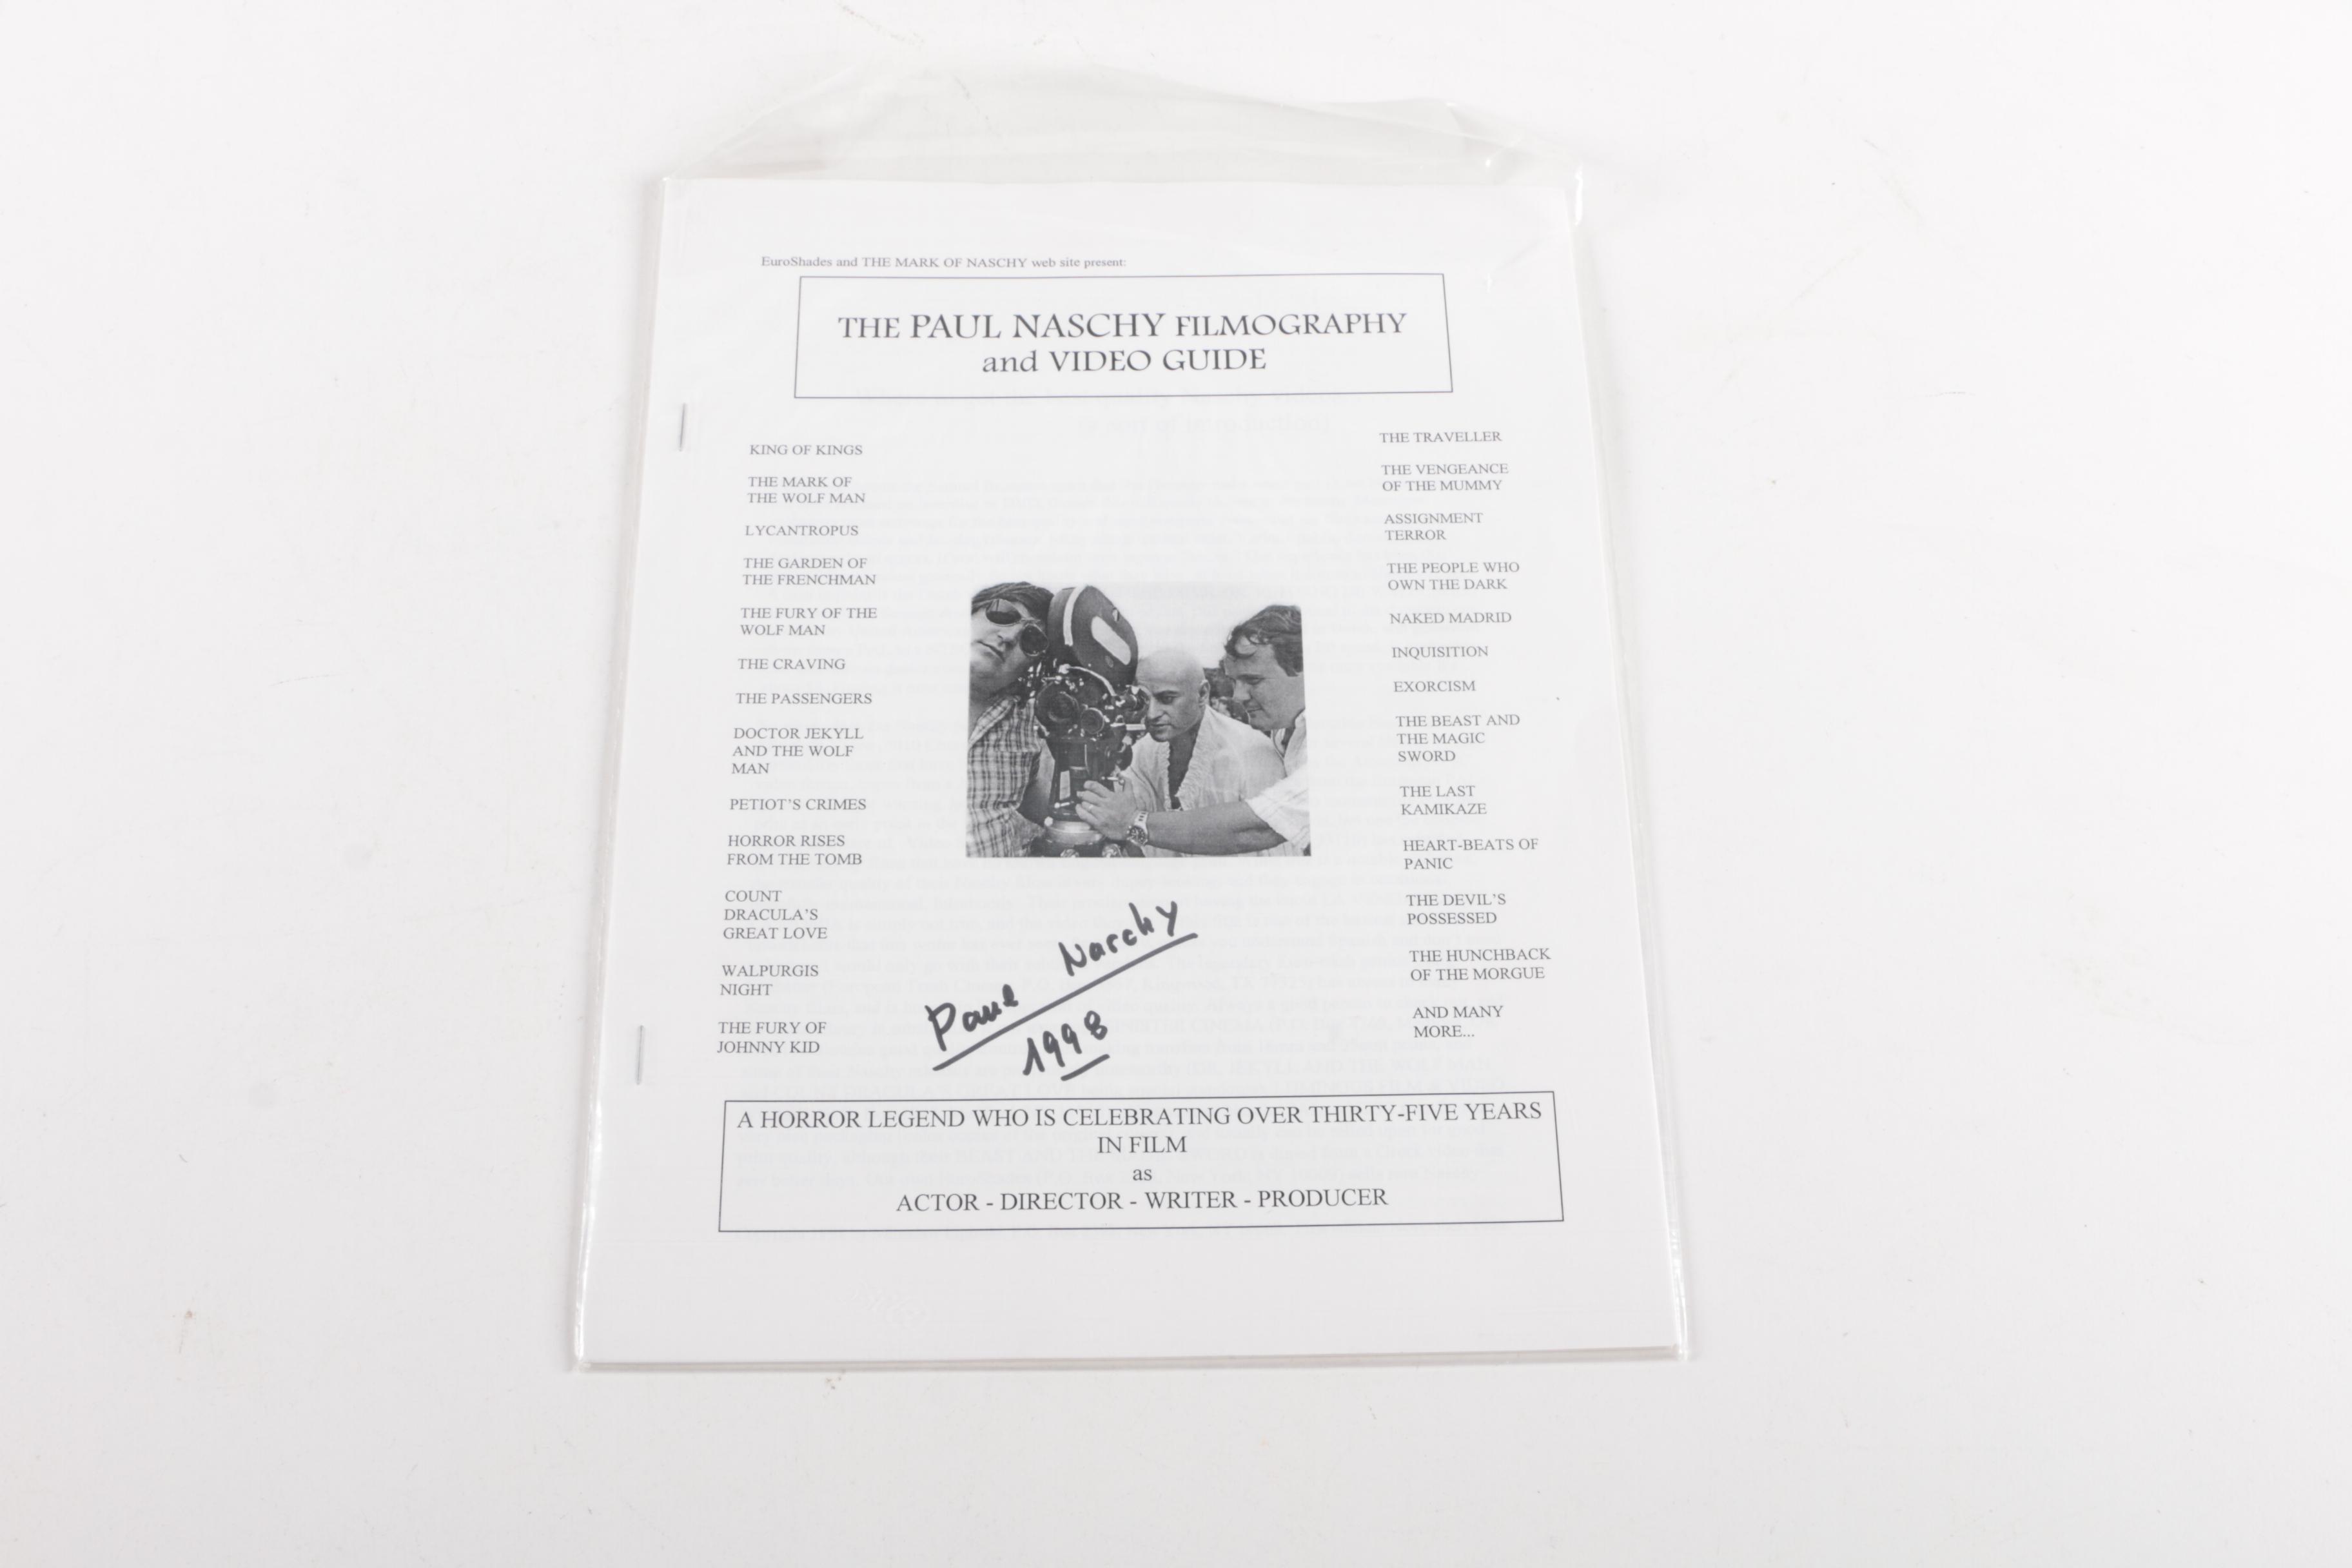 EuroShades and THE MARK OF NASCHY web site present:
THE PAUL NASCHY FILMOGRAPHY
and VIDEO GUIDE
KING OF KINGS
THE MARK OF
THE WOLF MAN
LYCANTROPUS
THE GARDEN OF
THE FRENCHMAN
THE FURY OF THE
WOLF MAN
THE CRAVING
THE PASSENGERS
DOCTOR JEKYLL
AND THE WOLF
MAN
PETIOT'S CRIMES
HORROR RISES
FROM THE TOMB
COUNT
DRACULA'S
GREAT LOVE
WALPURGIS
NIGHT
THE FURY OF
JOHNNY KID
THE TRAVELLER
THE VENGEANCE
OF THE MUMMY
ASSIGNMENT
TERROR
THE PEOPLE WHO
OWN THE DARK
NAKED MADRID
INQUISITION
EXORCISM
THE BEAST AND
THE MAGIC
SWORD
THE LAST
KAMIKAZE
HEART-BEATS OF
PANIC
THE DEVIL'S
POSSESSED
THE HUNCHBACK
OF THE MORGUE
AND MANY
MORE...
Paul Naschy
1998
A HORROR LEGEND WHO IS CELEBRATING OVER THIRTY-FIVE YEARS
IN FILM
as
ACTOR - DIRECTOR - WRITER - PRODUCER